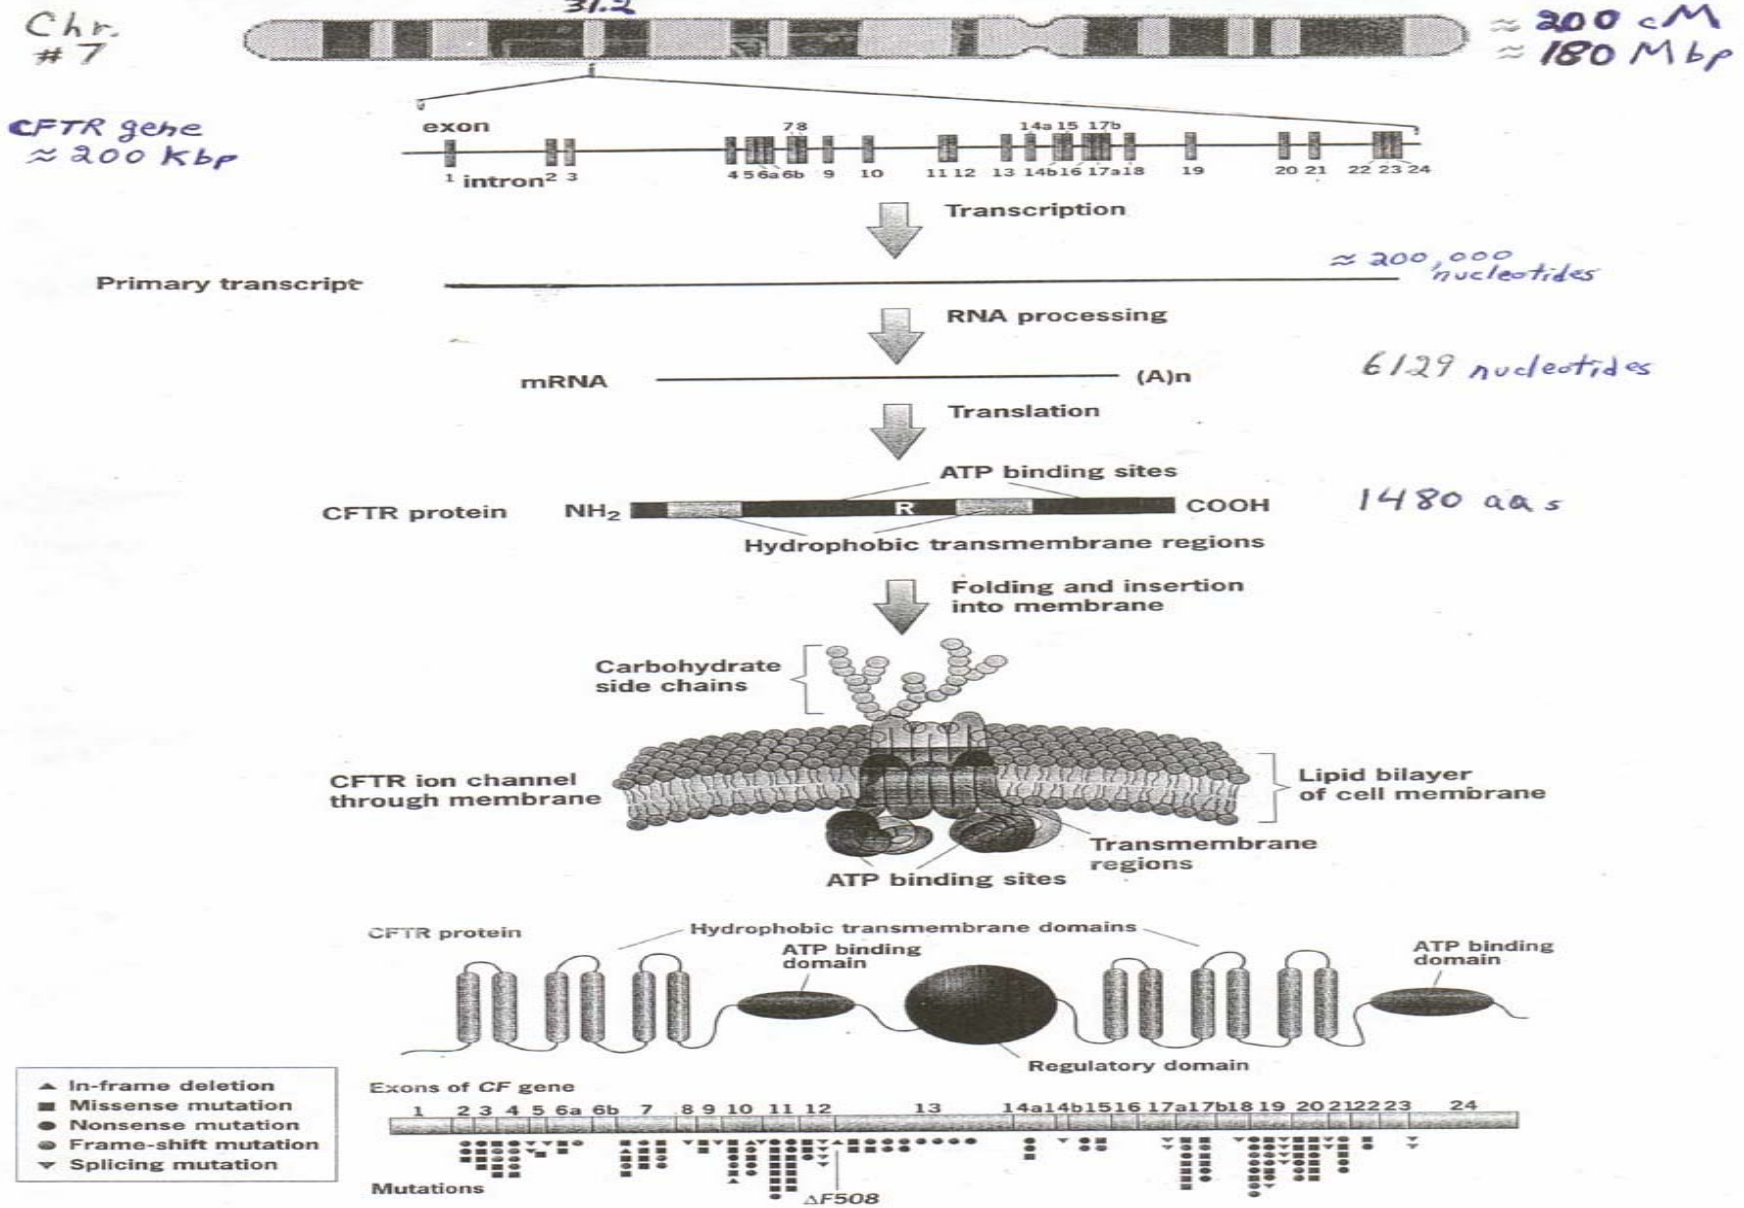 31.2
Chr.
#7
≈ 200 cM
≈ 180 Mbp
CFTR gene
≈ 200 Kbp
exon
7 8
14a 15 17b
1 intron 2 3 4 5 6a 6b 9 10 11 12 13 14b 16 17a 18 19 20 21 22 23 24
Transcription
Primary transcript
≈ 200,000
nucleotides
RNA processing
mRNA
(A)n
6129 nucleotides
Translation
ATP binding sites
CFTR protein
NH2
R
COOH
1480 aas
Hydrophobic transmembrane regions
Folding and insertion
into membrane
Carbohydrate
side chains
CFTR ion channel
through membrane
Lipid bilayer
of cell membrane
Transmembrane
regions
ATP binding sites
CFTR protein
Hydrophobic transmembrane domains
ATP binding
domain
ATP binding
domain
Regulatory domain
▲ In-frame deletion
■ Missense mutation
● Nonsense mutation
● Frame-shift mutation
▼ Splicing mutation
Exons of CF gene
1 2 3 4 5 6a 6b 7 8 9 10 11 12 13 14a 14b 15 16 17a 17b 18 19 20 21 22 23 24
Mutations
ΔF508